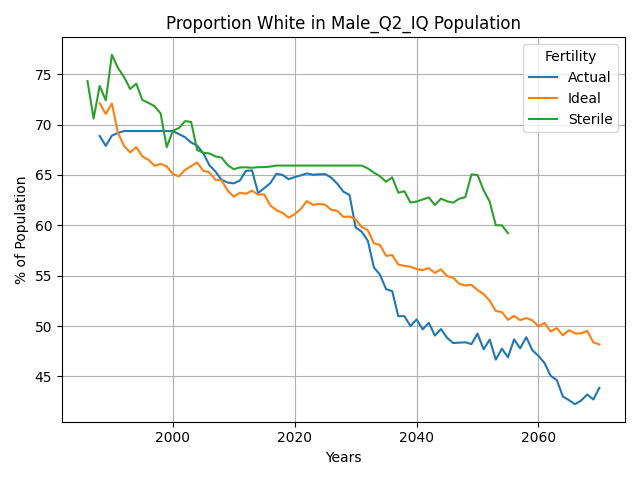 Proportion White in Male_Q2_IQ Population
% of Population
75
70
65
60
55
50
45
2000
2020
2040
2060
Years
Fertility
Actual
Ideal
Sterile